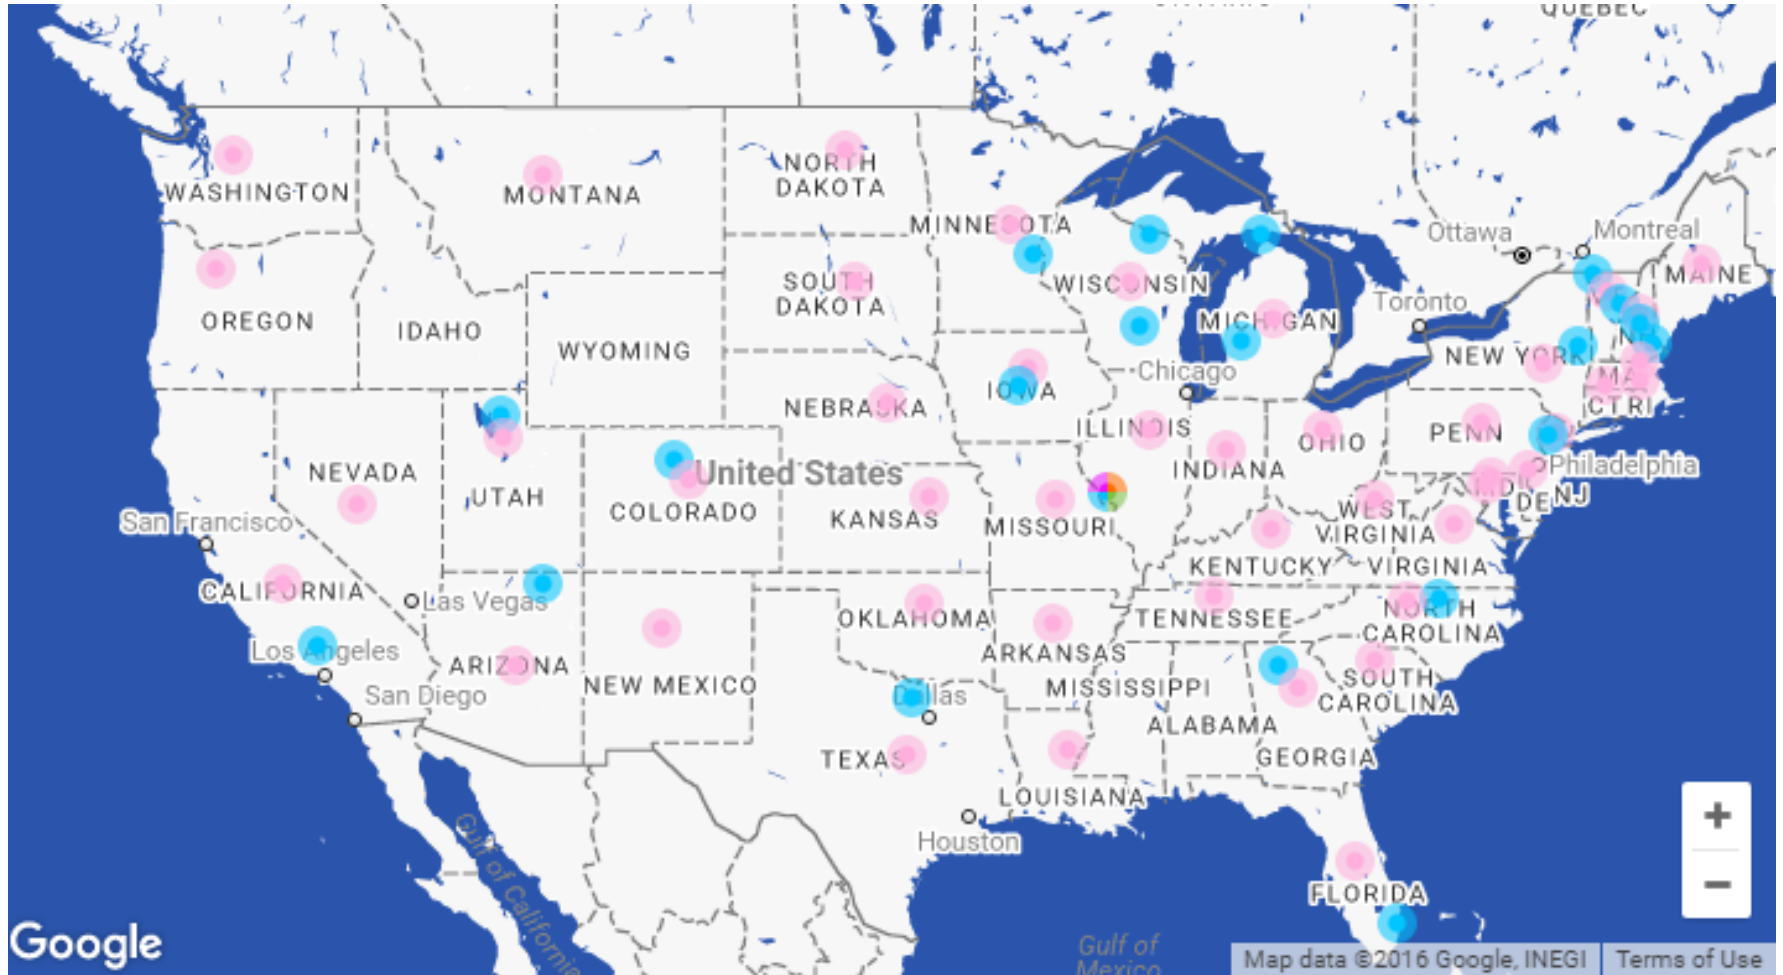 QUEBEC
Ottawa
Montreal
WASHINGTON
MONTANA
NORTH
DAKOTA
MINNESOTA
MAINE
OREGON
IDAHO
WYOMING
SOUTH
DAKOTA
WISCONSIN
MICHIGAN
Toronto
NEW YORK
MA
CT RI
Chicago
IOWA
NEBRASKA
ILLINOIS
INDIANA
OHIO
PENN
Philadelphia
NEVADA
UTAH
United States
COLORADO
KANSAS
MISSOURI
WEST
VIRGINIA
DE NJ
San Francisco
CALIFORNIA
Las Vegas
KENTUCKY
VIRGINIA
OKLAHOMA
TENNESSEE
NORTH
CAROLINA
Los Angeles
ARIZONA
NEW MEXICO
ARKANSAS
MISSISSIPPI
ALABAMA
SOUTH
CAROLINA
San Diego
Dallas
TEXAS
GEORGIA
LOUISIANA
Houston
FLORIDA
Gulf of California
Gulf of
Mexico
+
−
Google
Map data ©2016 Google, INEGI
Terms of Use